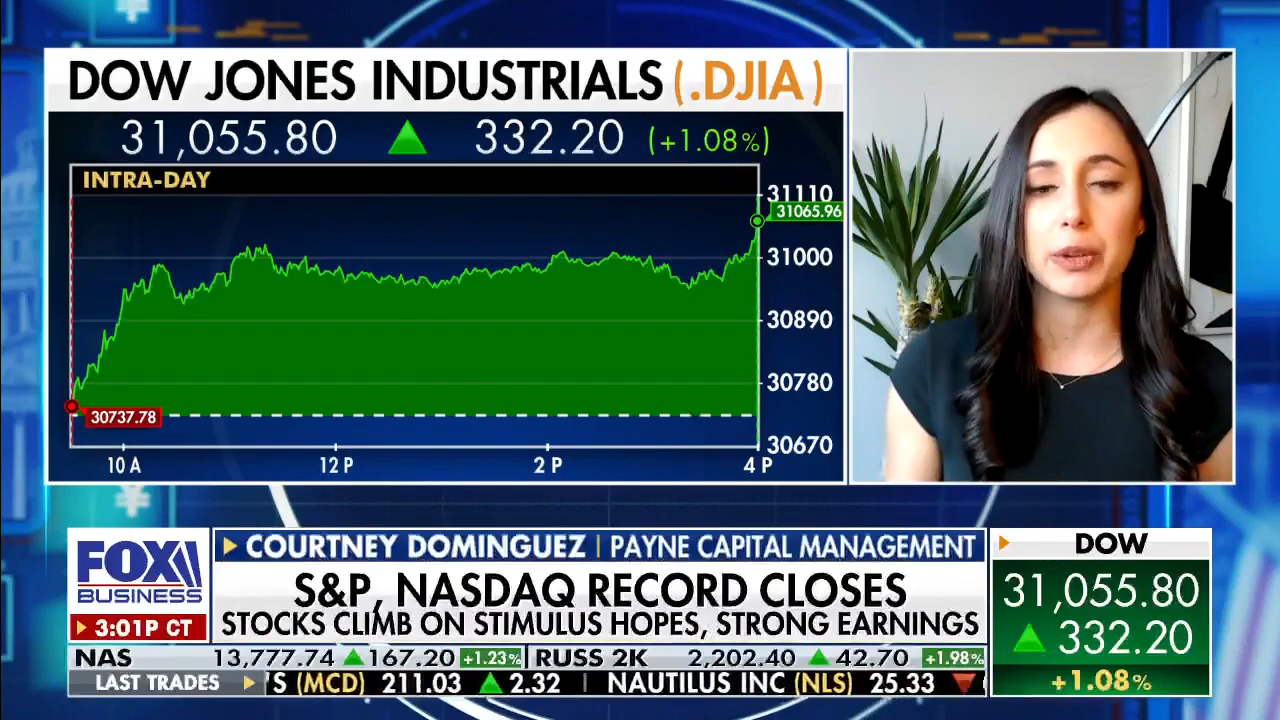 DOW JONES INDUSTRIALS (.DJIA)
31,055.80 ▲ 332.20 (+1.08%)
INTRA-DAY
31110
31065.96
31000
30890
30780
30737.78
30670
10 A 12 P 2 P 4 P
FOX BUSINESS
3:01P CT
COURTNEY DOMINGUEZ | PAYNE CAPITAL MANAGEMENT
S&P, NASDAQ RECORD CLOSES
STOCKS CLIMB ON STIMULUS HOPES, STRONG EARNINGS
DOW
31,055.80
▲ 332.20
+1.08%
NAS 13,777.74 ▲ 167.20 +1.23% RUSS 2K 2,202.40 ▲ 42.70 +1.98%
LAST TRADES 'S (MCD) 211.03 ▲ 2.32 | NAUTILUS INC (NLS) 25.33 ▼